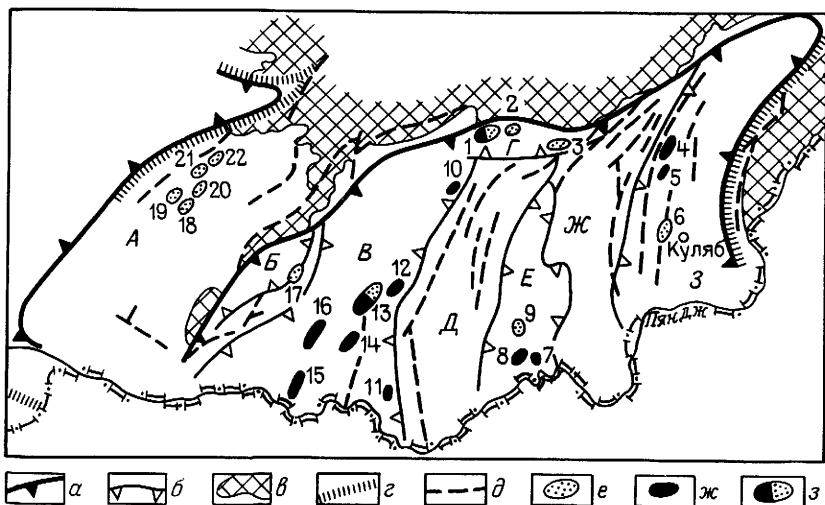 2
1
Г
3
22
21
10
4
5
20
19
18
А
6
Куляб
Ж
Б
В
17
12
Е
З
13
16
Д
Пяндж
9
14
8
7
15
11
а
б
в
г
д
е
ж
з